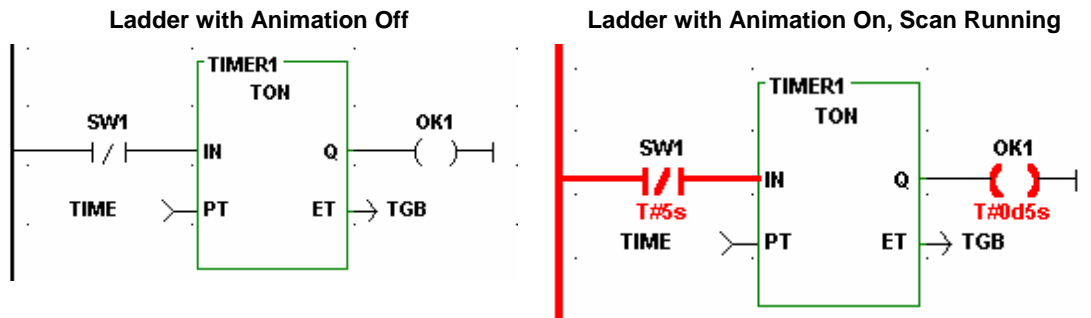 Ladder with Animation Off
TIMER1
TON
SW1
OK1
IN
Q
TIME
PT
ET
TGB
Ladder with Animation On, Scan Running
TIMER1
TON
SW1
OK1
IN
Q
T#5s
T#0d5s
TIME
PT
ET
TGB